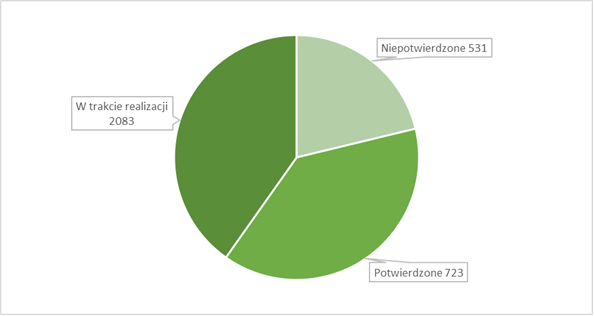 Niepotwierdzone 531
W trakcie realizacji
2083
Potwierdzone 723